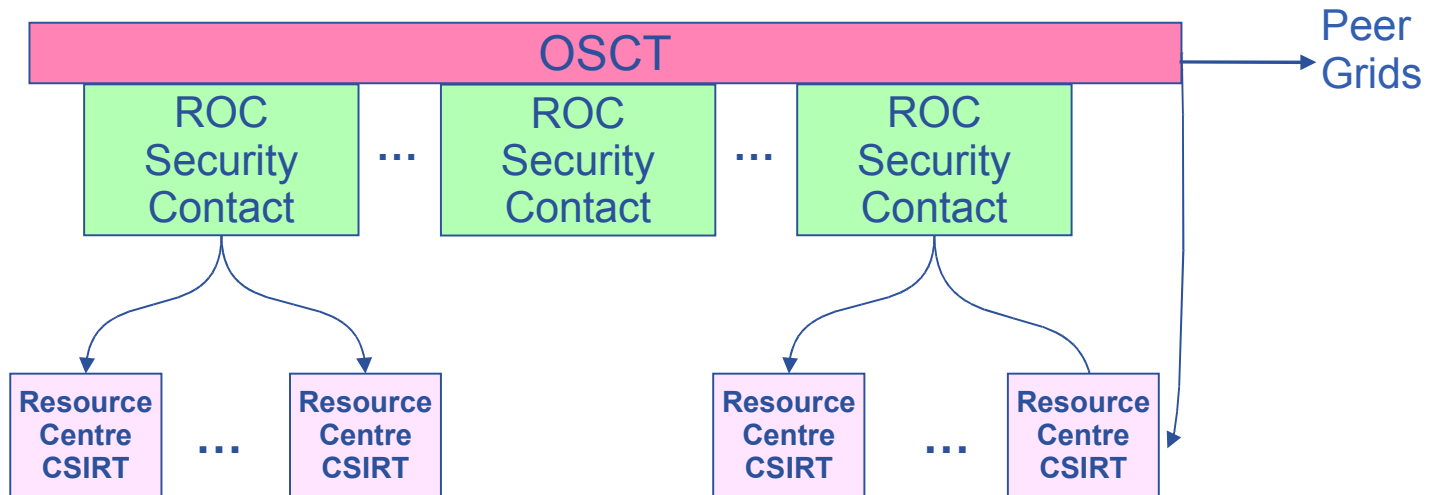 OSCT
Peer
Grids
ROC
Security
Contact
...
ROC
Security
Contact
...
ROC
Security
Contact
Resource
Centre
CSIRT
...
Resource
Centre
CSIRT
Resource
Centre
CSIRT
...
Resource
Centre
CSIRT